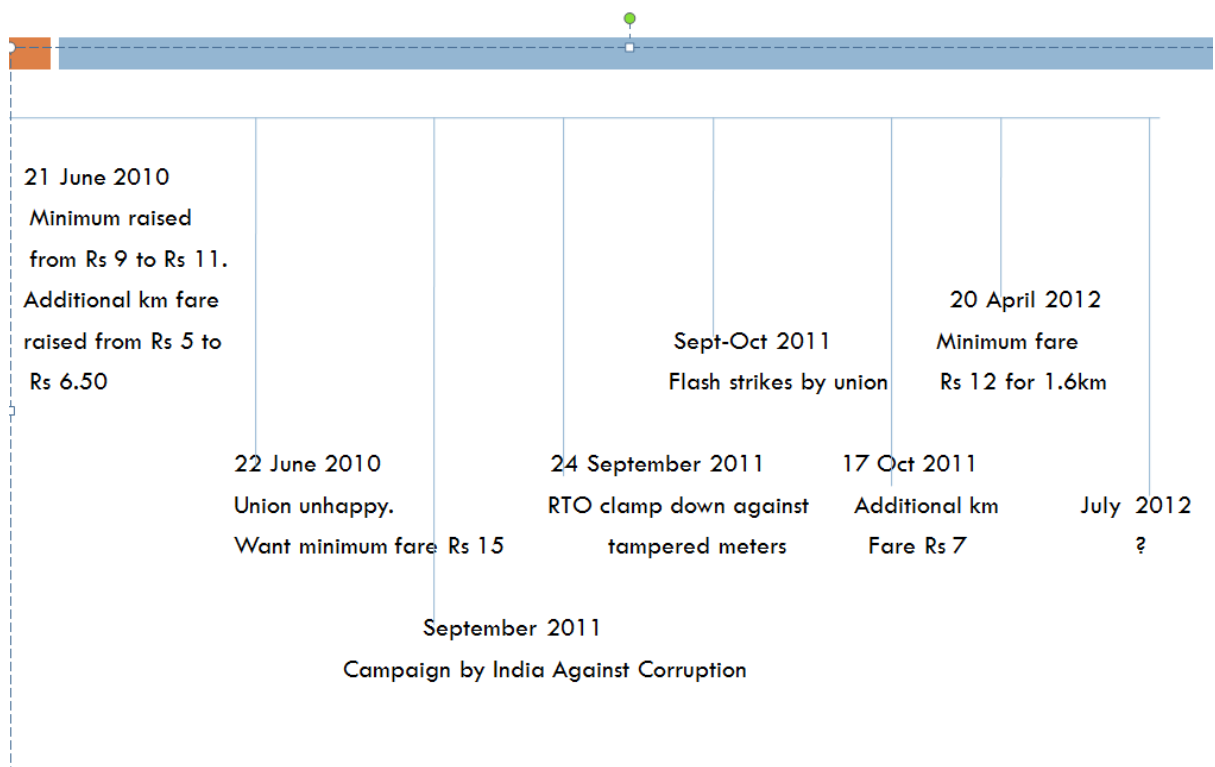 21 June 2010
Minimum raised
from Rs 9 to Rs 11.
Additional km fare
raised from Rs 5 to
Rs 6.50
22 June 2010
Union unhappy.
Want minimum fare Rs 15
September 2011
Campaign by India Against Corruption
24 September 2011
RTO clamp down against
tampered meters
Sept-Oct 2011
Flash strikes by union
17 Oct 2011
Additional km
Fare Rs 7
20 April 2012
Minimum fare
Rs 12 for 1.6km
July 2012
?